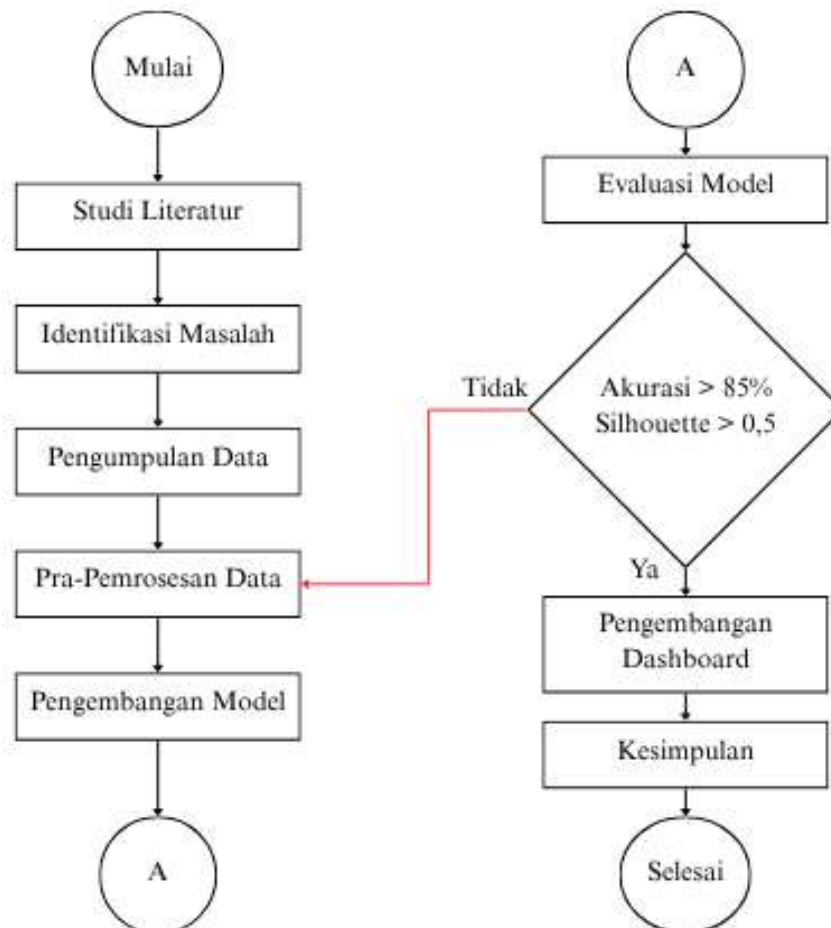 Mulai
Studi Literatur
Identifikasi Masalah
Pengumpulan Data
Pra-Pemrosesan Data
Pengembangan Model
A
A
Evaluasi Model
Akurasi > 85%
Silhouette > 0,5
Tidak
Ya
Pengembangan
Dashboard
Kesimpulan
Selesai